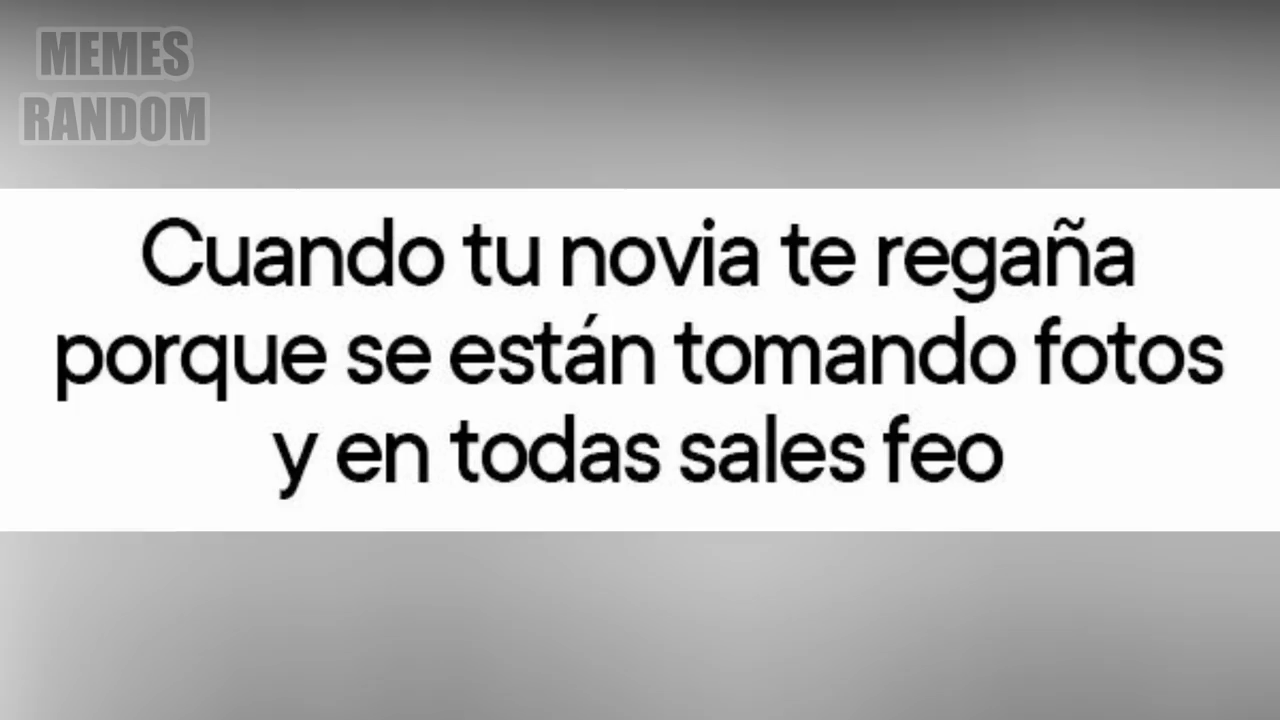 MEMES
RANDOM
Cuando tu novia te regaña
porque se están tomando fotos
y en todas sales feo